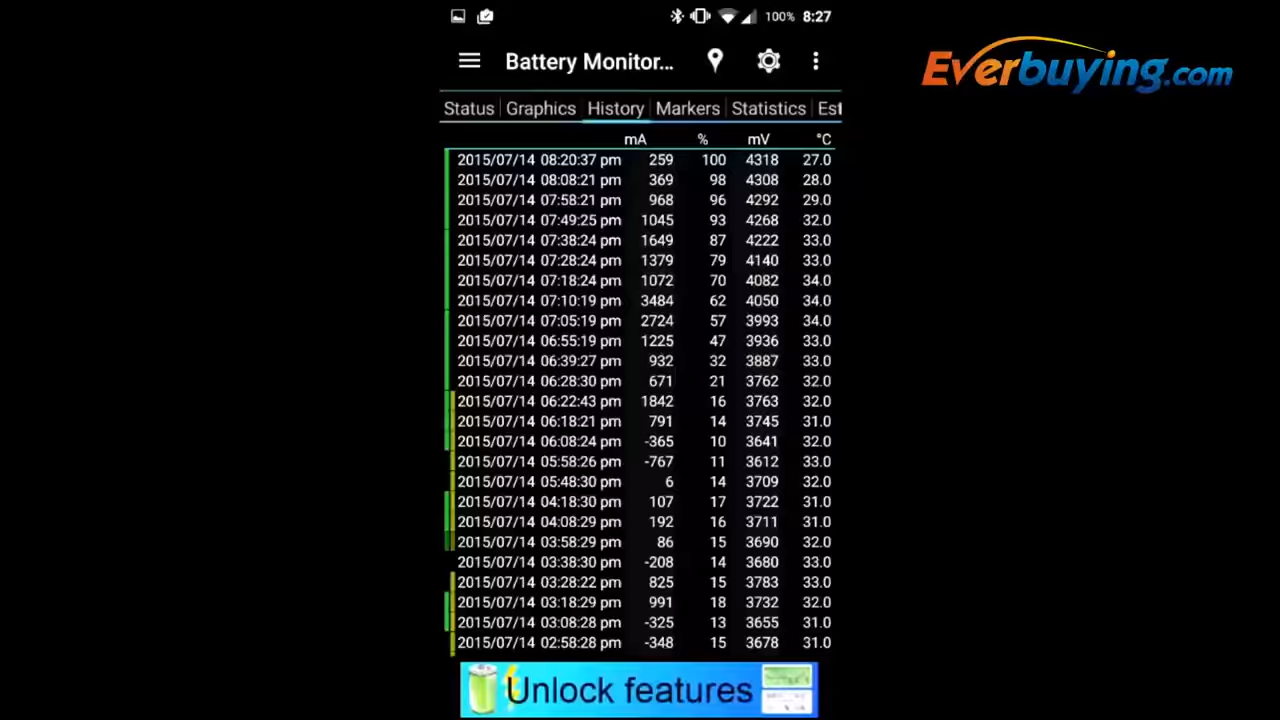 100% 8:27
Everbuying.com
Battery Monitor...
Status Graphics History Markers Statistics Est
mA % mV °C
2015/07/14 08:20:37 pm 259 100 4318 27.0
2015/07/14 08:08:21 pm 369 98 4308 28.0
2015/07/14 07:58:21 pm 968 96 4292 29.0
2015/07/14 07:49:25 pm 1045 93 4268 32.0
2015/07/14 07:38:24 pm 1649 87 4222 33.0
2015/07/14 07:28:24 pm 1379 79 4140 33.0
2015/07/14 07:18:24 pm 1072 70 4082 34.0
2015/07/14 07:10:19 pm 3484 62 4050 34.0
2015/07/14 07:05:19 pm 2724 57 3993 34.0
2015/07/14 06:55:19 pm 1225 47 3936 33.0
2015/07/14 06:39:27 pm 932 32 3887 33.0
2015/07/14 06:28:30 pm 671 21 3762 32.0
2015/07/14 06:22:43 pm 1842 16 3763 32.0
2015/07/14 06:18:21 pm 791 14 3745 31.0
2015/07/14 06:08:24 pm -365 10 3641 32.0
2015/07/14 05:58:26 pm -767 11 3612 33.0
2015/07/14 05:48:30 pm 6 14 3709 32.0
2015/07/14 04:18:30 pm 107 17 3722 31.0
2015/07/14 04:08:29 pm 192 16 3711 31.0
2015/07/14 03:58:29 pm 86 15 3690 32.0
2015/07/14 03:38:30 pm -208 14 3680 33.0
2015/07/14 03:28:22 pm 825 15 3783 33.0
2015/07/14 03:18:29 pm 991 18 3732 32.0
2015/07/14 03:08:28 pm -325 13 3655 31.0
2015/07/14 02:58:28 pm -348 15 3678 31.0
Unlock features